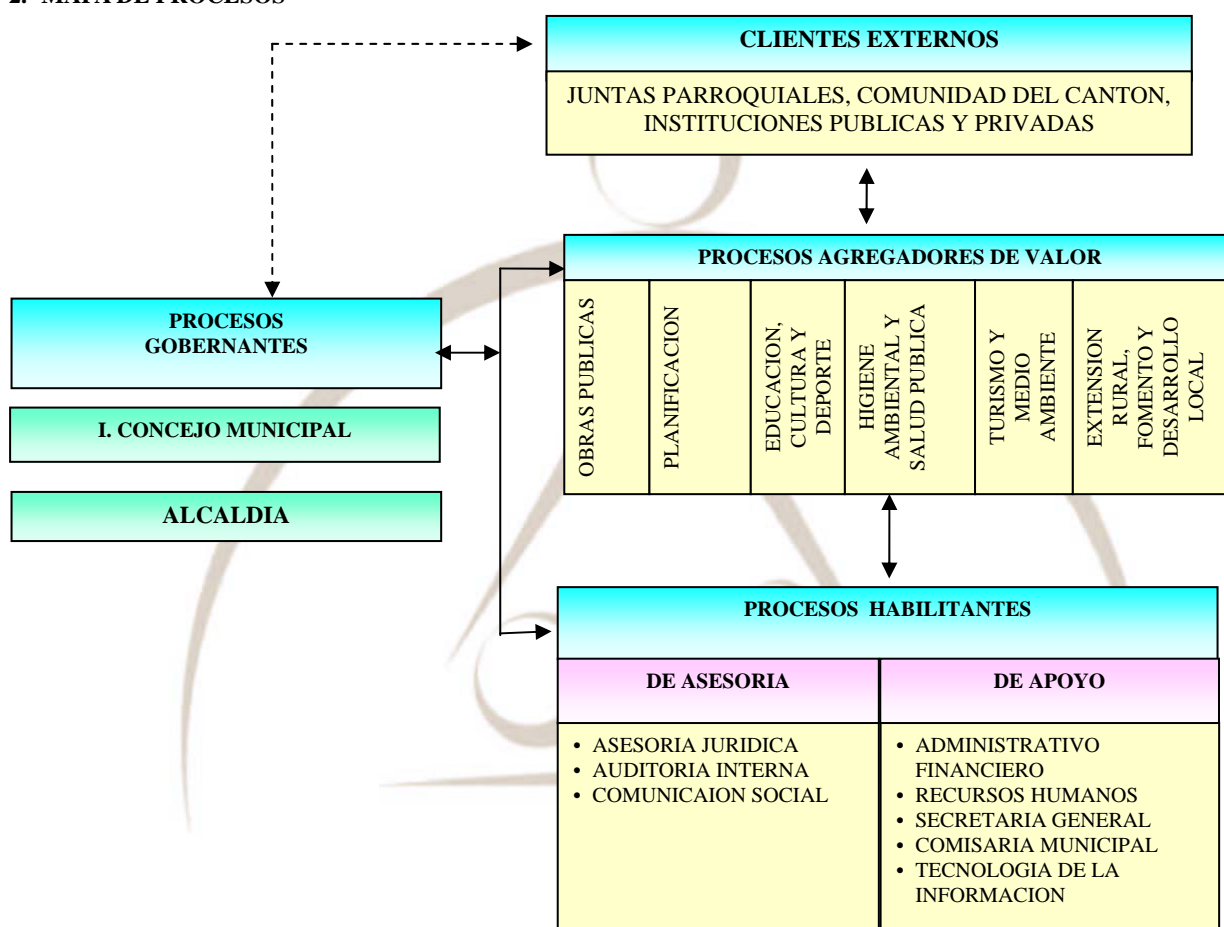 2. MAPA DE PROCESOS
CLIENTES EXTERNOS
JUNTAS PARROQUIALES, COMUNIDAD DEL CANTON,
INSTITUCIONES PUBLICAS Y PRIVADAS
PROCESOS AGREGADORES DE VALOR
OBRAS PUBLICAS
PLANIFICACION
EDUCACION,
CULTURA Y
DEPORTE
HIGIENE
AMBIENTAL Y
SALUD PUBLICA
TURISMO Y
MEDIO
AMBIENTE
EXTENSION
RURAL,
FOMENTO Y
DESARROLLO
LOCAL
PROCESOS
GOBERNANTES
I. CONCEJO MUNICIPAL
ALCALDIA
PROCESOS HABILITANTES
DE ASESORIA
• ASESORIA JURIDICA
• AUDITORIA INTERNA
• COMUNICAION SOCIAL
DE APOYO
• ADMINISTRATIVO
FINANCIERO
• RECURSOS HUMANOS
• SECRETARIA GENERAL
• COMISARIA MUNICIPAL
• TECNOLOGIA DE LA
INFORMACION